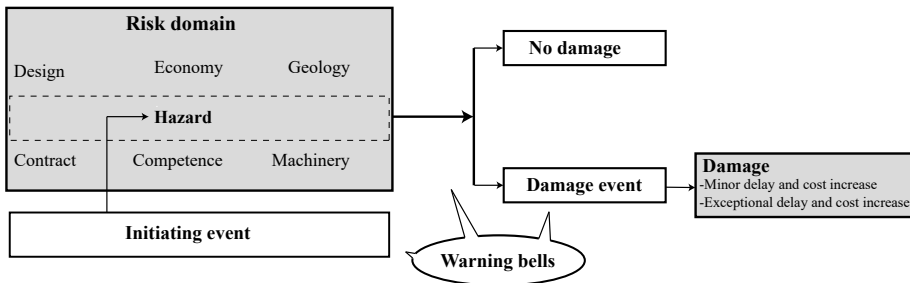 Risk domain
Design Economy Geology
Hazard
Contract Competence Machinery
Initiating event
No damage
Damage event
Damage
-Minor delay and cost increase
-Exceptional delay and cost increase
Warning bells